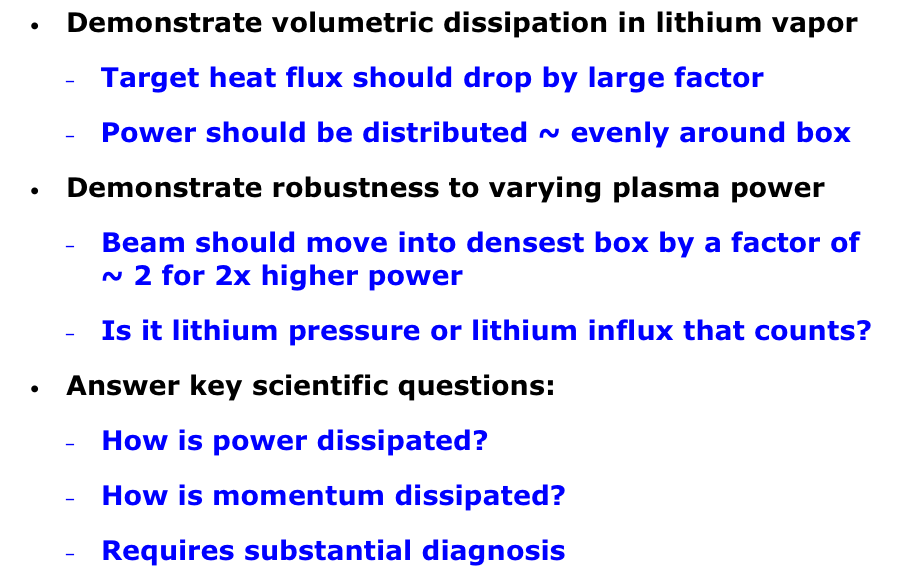 • Demonstrate volumetric dissipation in lithium vapor
– Target heat flux should drop by large factor
– Power should be distributed ~ evenly around box
• Demonstrate robustness to varying plasma power
– Beam should move into densest box by a factor of
~ 2 for 2x higher power
– Is it lithium pressure or lithium influx that counts?
• Answer key scientific questions:
– How is power dissipated?
– How is momentum dissipated?
– Requires substantial diagnosis